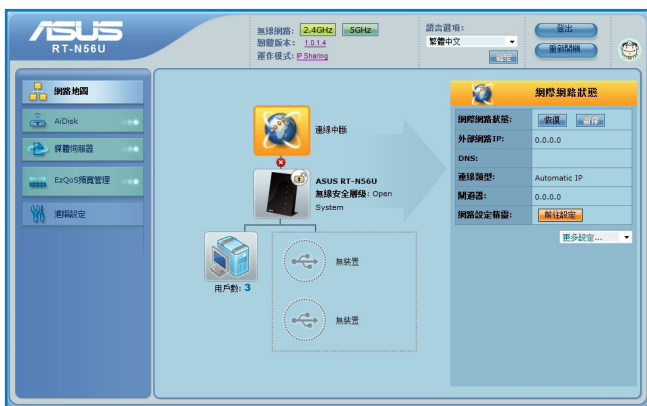 ASUS
RT-N56U
無線網路: 2.4GHz 5GHz
韌體版本: 1.0.1.4
運作模式: IP Sharing
語言選項:
繁體中文
登出
重新開機
網路地圖
AiDisk
媒體伺服器
EzQoS頻寬管理
進階設定
連線中斷
ASUS RT-N56U
無線安全層級: Open
System
用戶數: 3
無裝置
無裝置
網際網路狀態
網際網路狀態: 恢復
外部網路IP: 0.0.0.0
DNS:
連線類型: Automatic IP
閘道器: 0.0.0.0
網路設定精靈: 前往設定
更多設定...